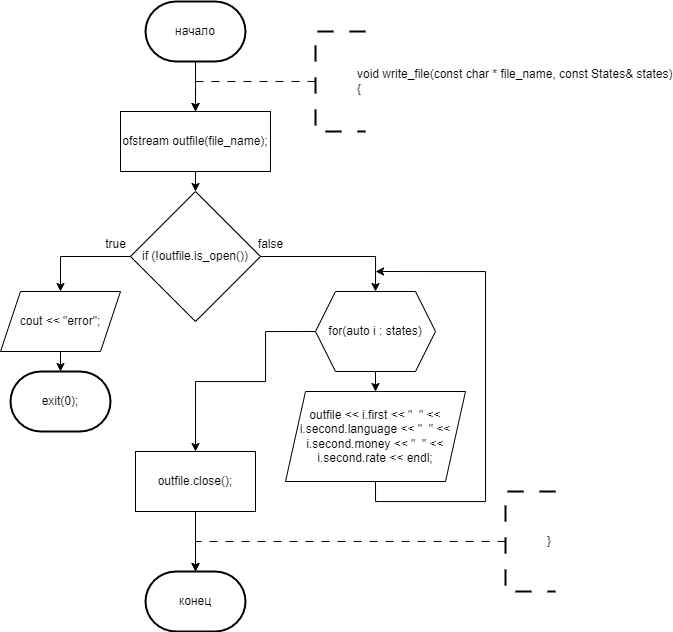 начало
void write_file(const char * file_name, const States& states)
{
ofstream outfile(file_name);
true
if (!outfile.is_open())
false
cout << "error";
exit(0);
for(auto i : states)
outfile << i.first << "  " <<
i.second.language << "  " <<
i.second.money << "  " <<
i.second.rate << endl;
outfile.close();
}
конец